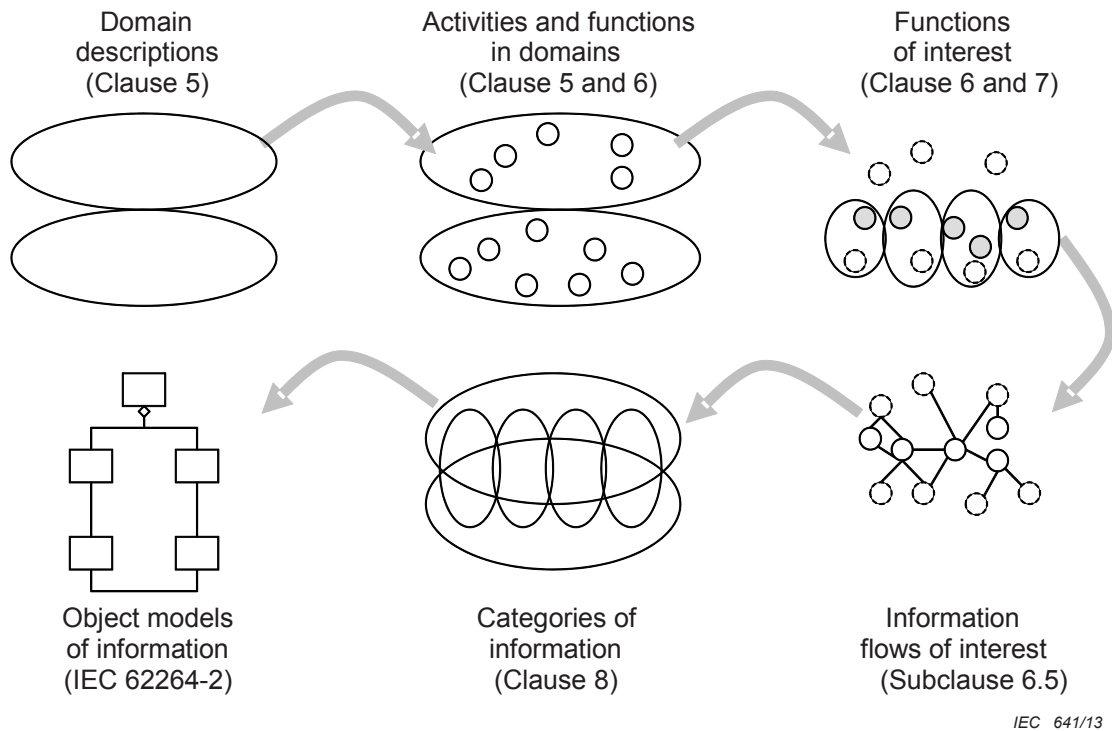 Domain
descriptions
(Clause 5)
Activities and functions
in domains
(Clause 5 and 6)
Functions
of interest
(Clause 6 and 7)
Object models
of information
(IEC 62264-2)
Categories of
information
(Clause 8)
Information
flows of interest
(Subclause 6.5)
IEC 641/13